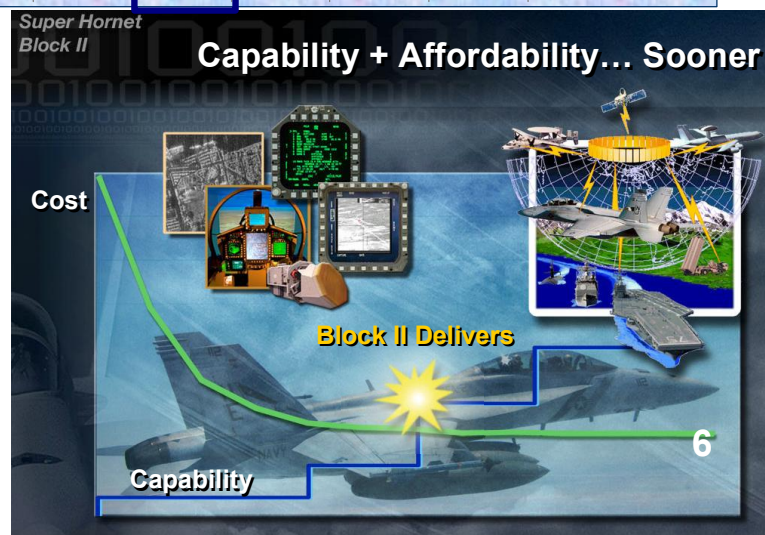 Super Hornet
Block II
Capability + Affordability… Sooner
Cost
Block II Delivers
6
Capability